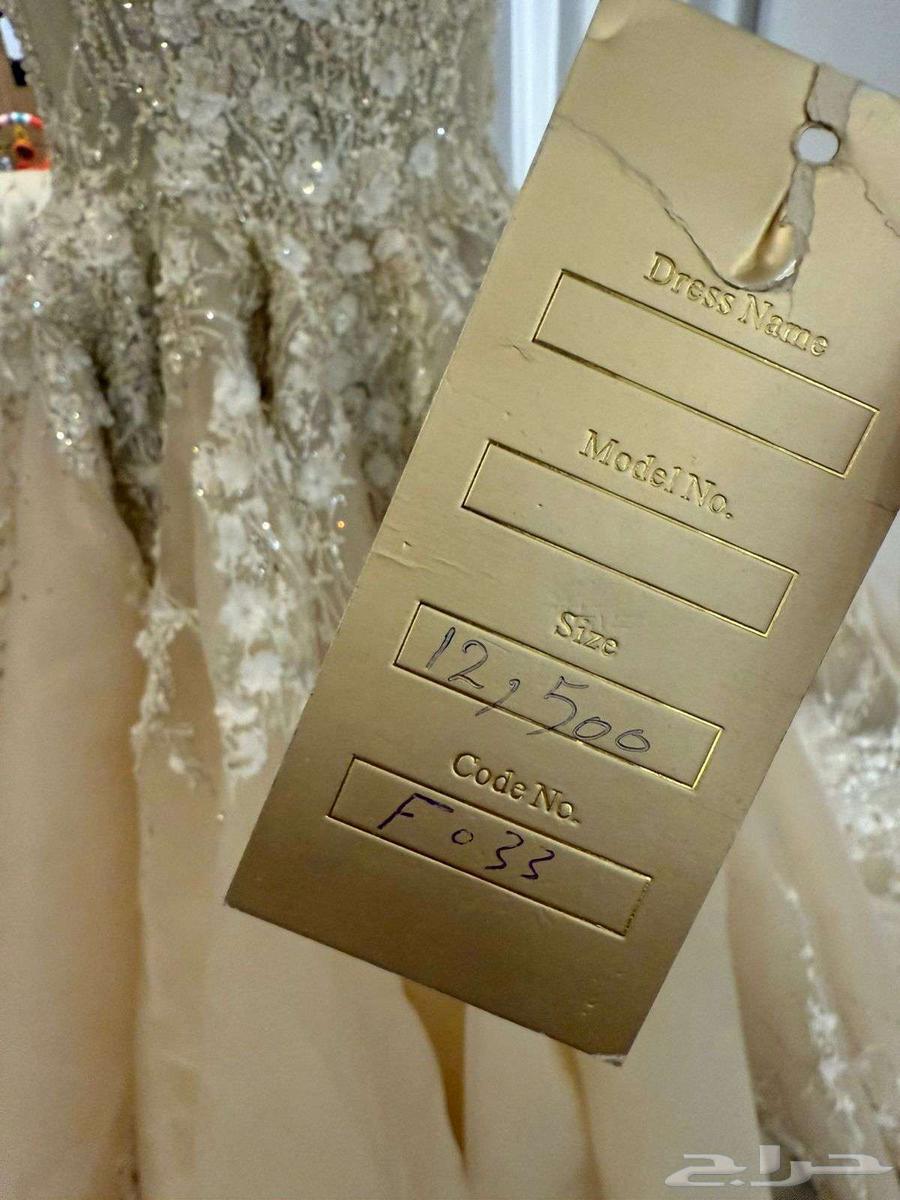 Dress Name
Model No.
Size
12,500
Code No.
F033
حراج